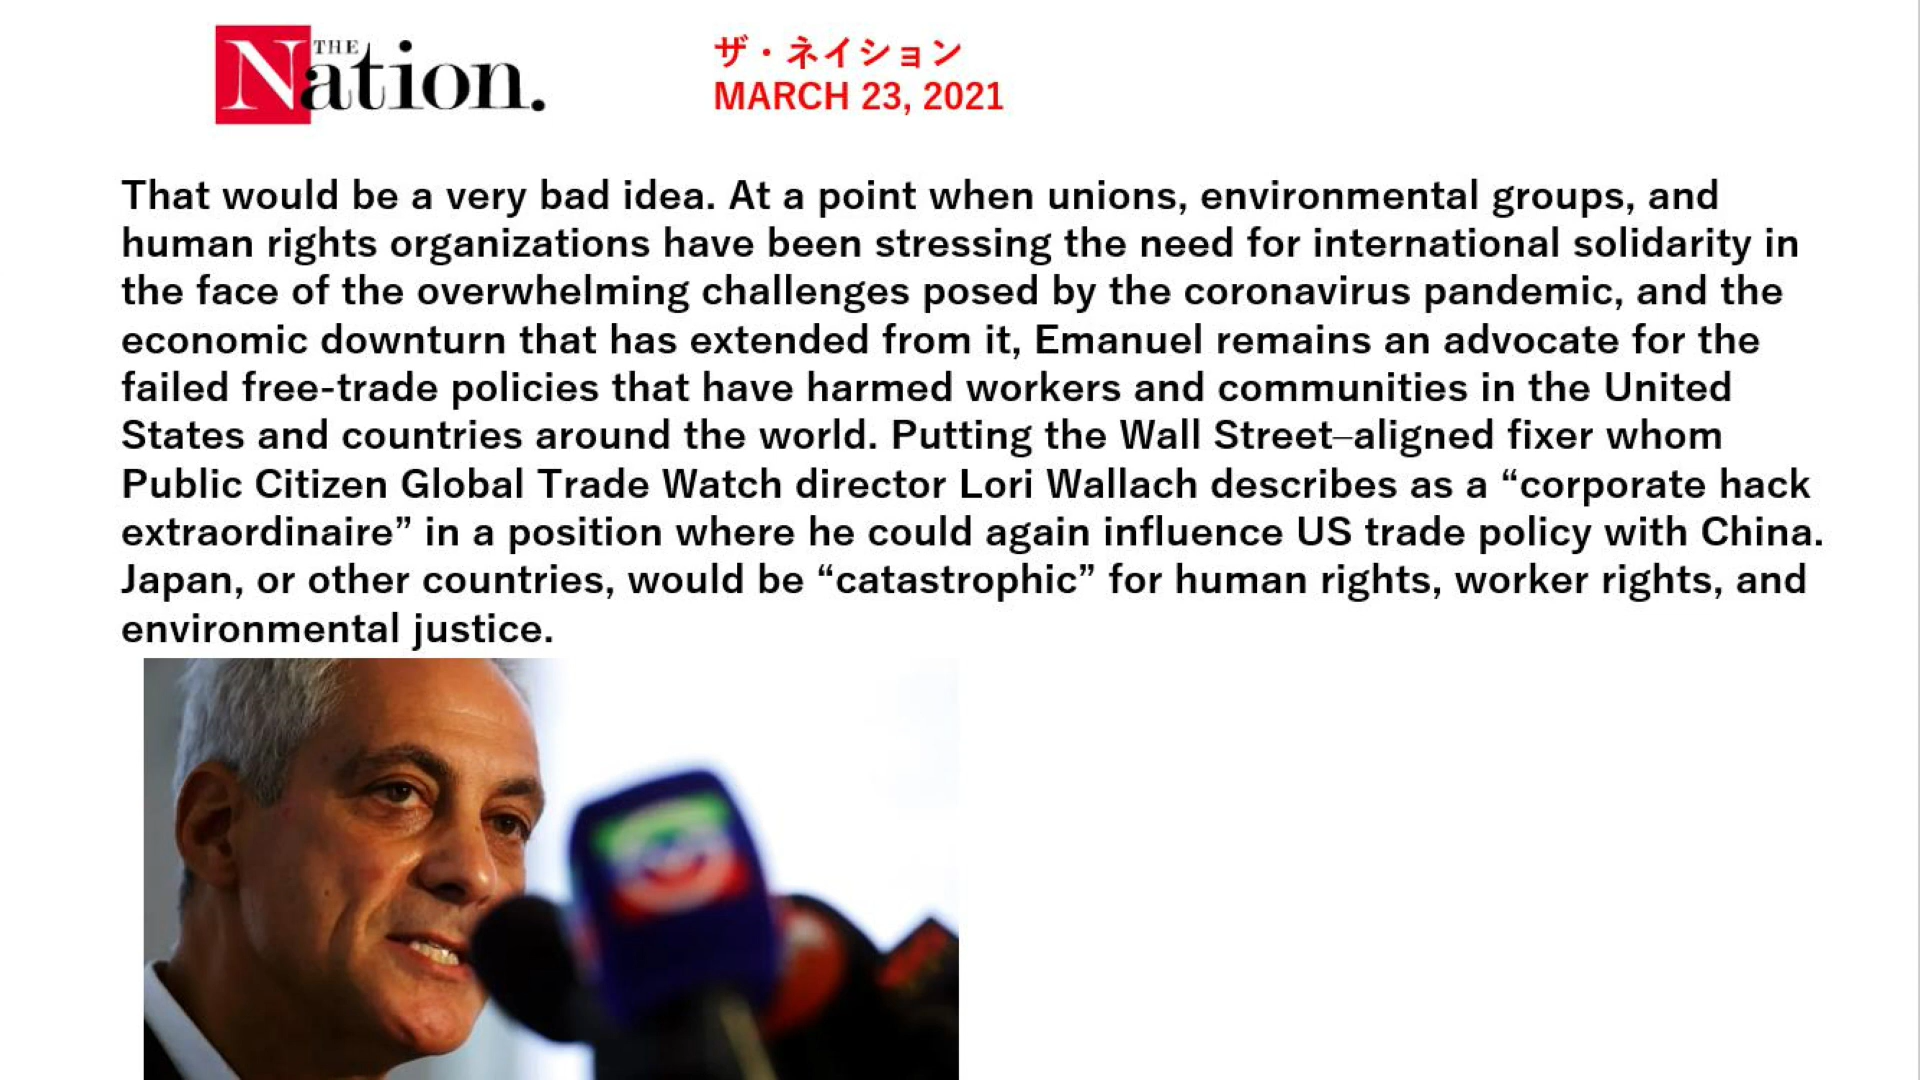 THE
Nation.
ザ・ネイション
MARCH 23, 2021
That would be a very bad idea. At a point when unions, environmental groups, and
human rights organizations have been stressing the need for international solidarity in
the face of the overwhelming challenges posed by the coronavirus pandemic, and the
economic downturn that has extended from it, Emanuel remains an advocate for the
failed free-trade policies that have harmed workers and communities in the United
States and countries around the world. Putting the Wall Street–aligned fixer whom
Public Citizen Global Trade Watch director Lori Wallach describes as a “corporate hack
extraordinaire” in a position where he could again influence US trade policy with China.
Japan, or other countries, would be “catastrophic” for human rights, worker rights, and
environmental justice.